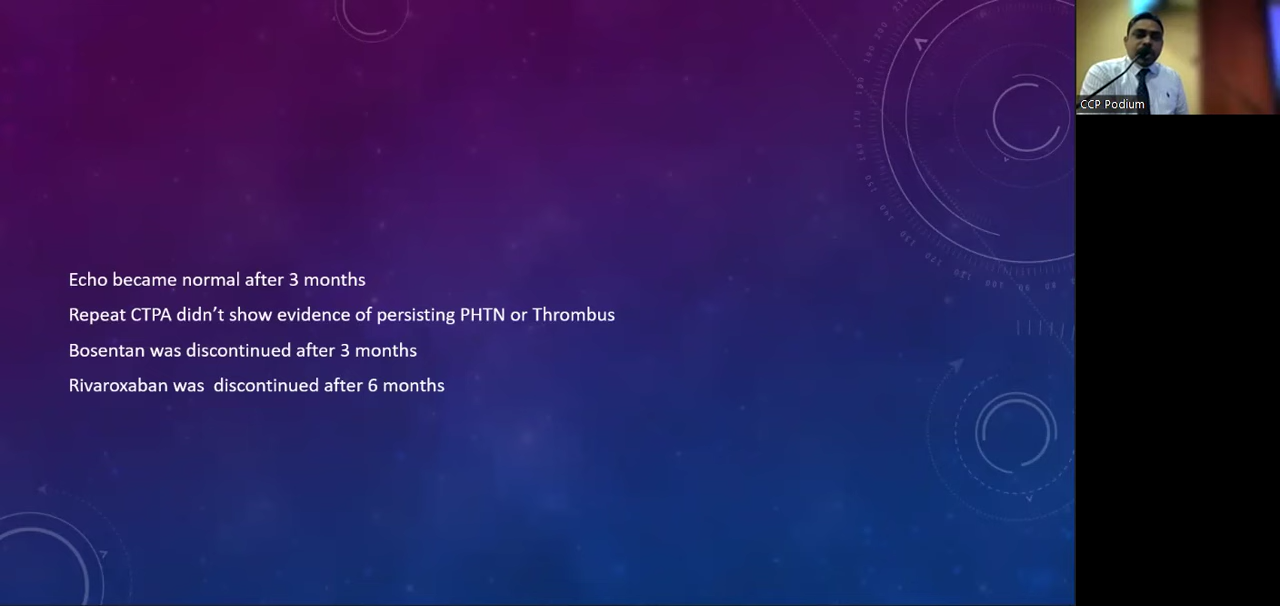 Echo became normal after 3 months
Repeat CTPA didn’t show evidence of persisting PHTN or Thrombus
Bosentan was discontinued after 3 months
Rivaroxaban was  discontinued after 6 months
CCP Podium